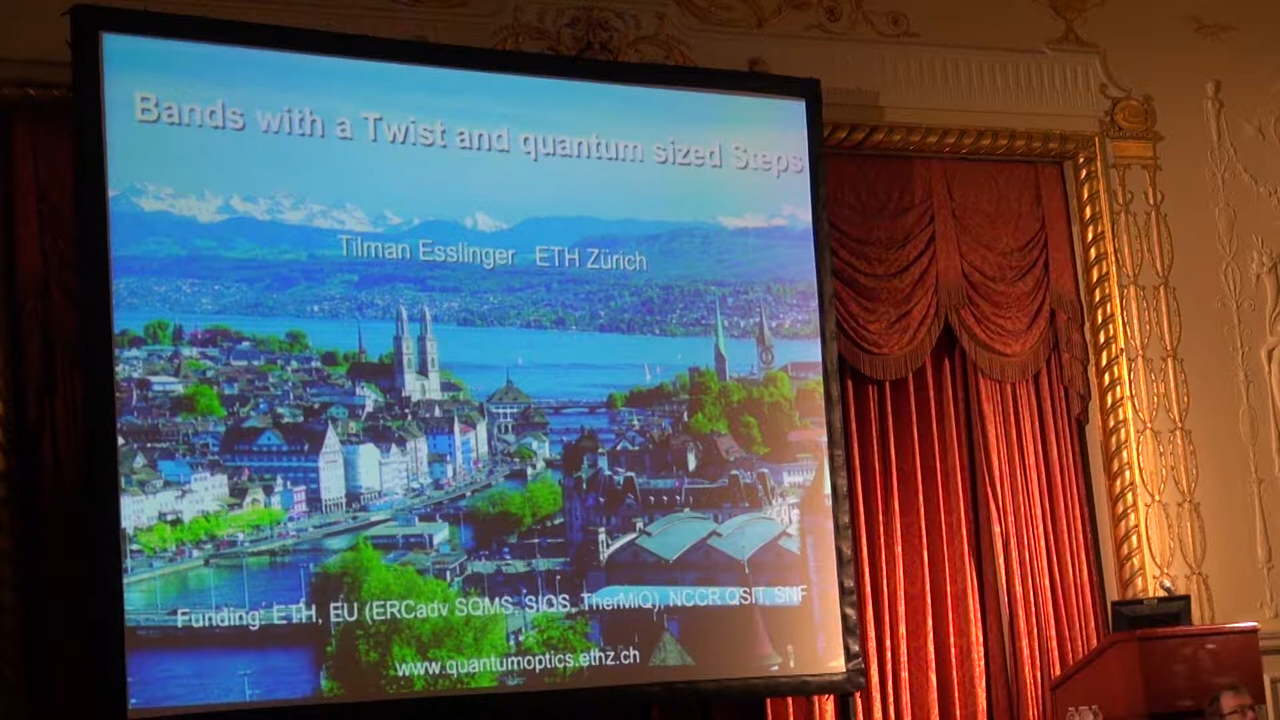 Bands with a Twist and quantum sized Steps
Tilman Esslinger ETH Zürich
Funding: ETH, EU (ERCadv SQMS, SIQS, TherMiQ), NCCR QSIT, SNF
www.quantumoptics.ethz.ch